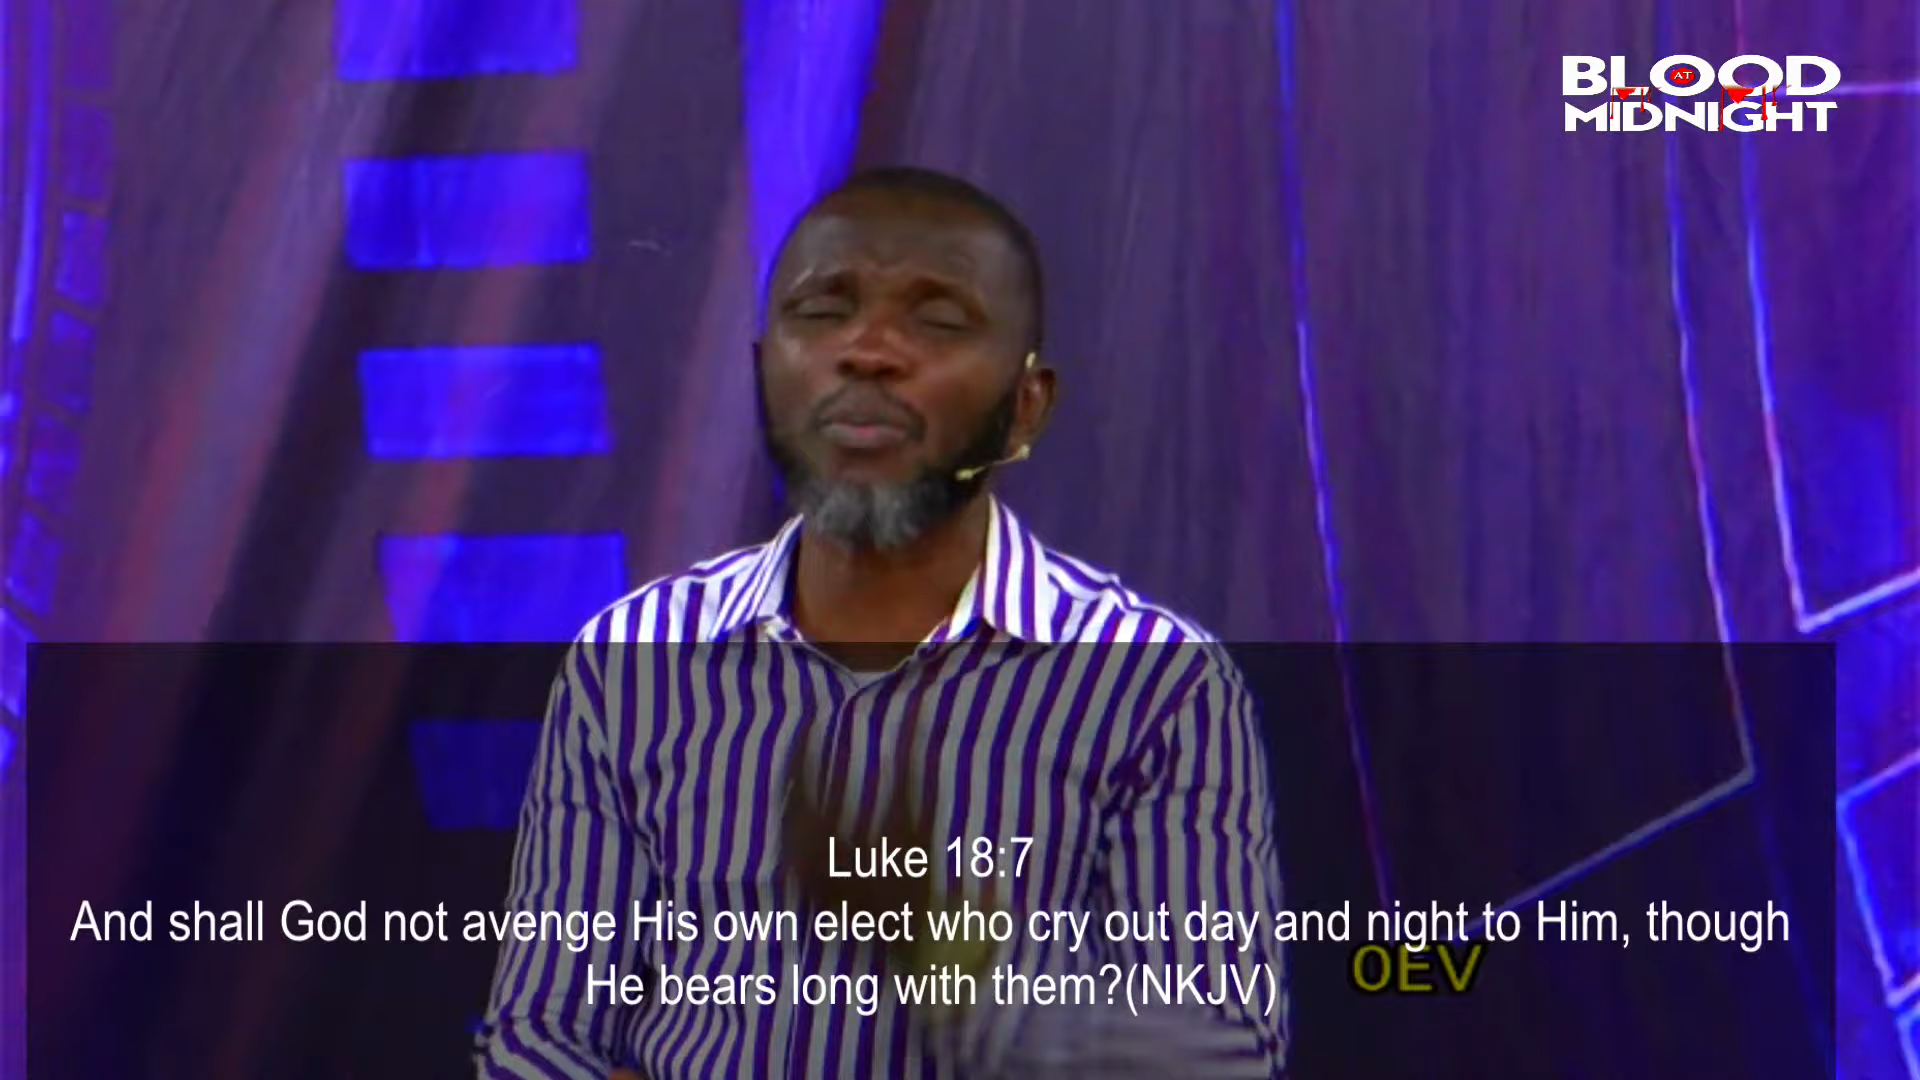 BLOOD
AT
MIDNIGHT
Luke 18:7
And shall God not avenge His own elect who cry out day and night to Him, though
He bears long with them?(NKJV)
0EV